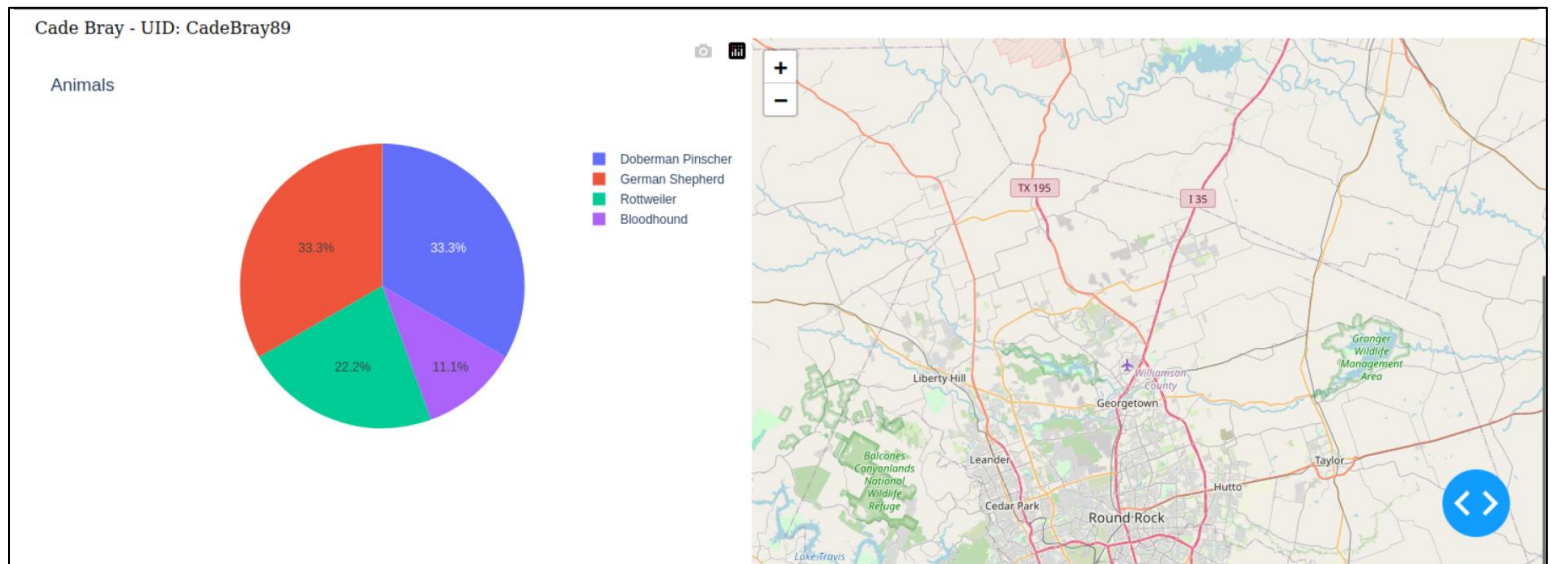 Cade Bray - UID: CadeBray89
Animals
Doberman Pinscher
German Shepherd
Rottweiler
Bloodhound
33.3%
33.3%
22.2%
11.1%
+
−
TX 195
I 35
Granger
Wildlife
Management
Area
Liberty Hill
Williamson
County
Georgetown
Balcones
Canyonlands
National
Wildlife
Refuge
Leander
Taylor
Hutto
Cedar Park
Round Rock
Lake Travis
< >